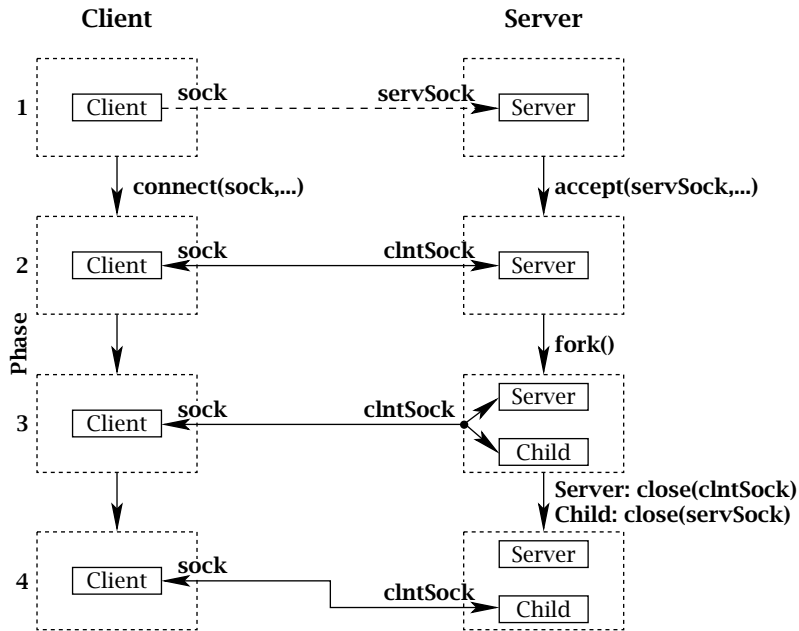 Client Server
1 Client sock servSock Server
connect(sock,...) accept(servSock,...)
2 Client sock clntSock Server
Phase
fork()
3 Client sock clntSock Server
Child
Server: close(clntSock)
Child: close(servSock)
4 Client sock Server
clntSock Child